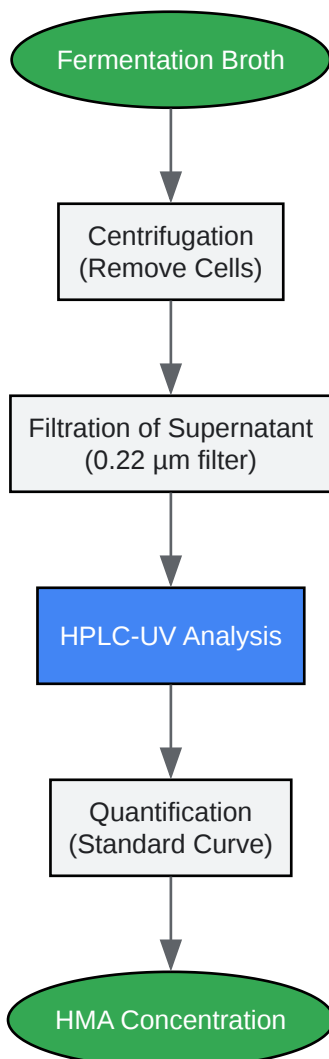 Fermentation Broth
Centrifugation
(Remove Cells)
Filtration of Supernatant
(0.22 µm filter)
HPLC-UV Analysis
Quantification
(Standard Curve)
HMA Concentration